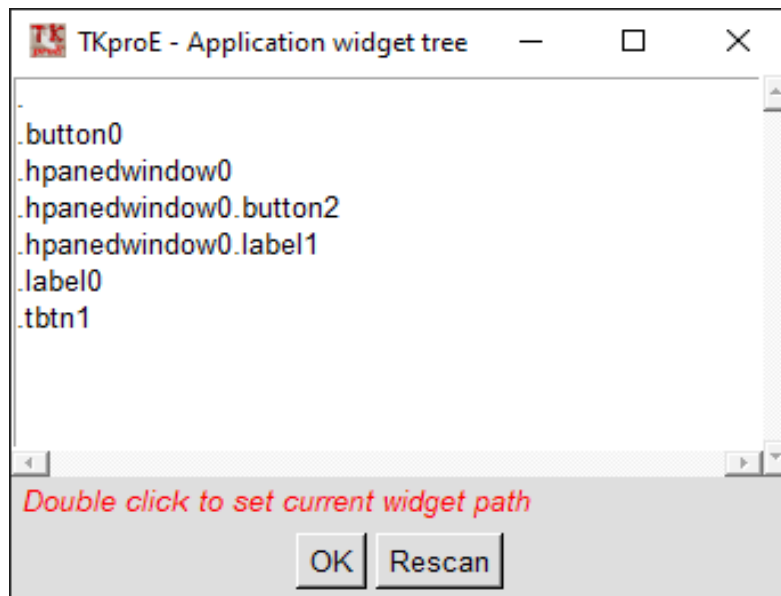 TKproE - Application widget tree
.
.button0
.hpanedwindow0
.hpanedwindow0.button2
.hpanedwindow0.label1
.label0
.tbtn1
Double click to set current widget path
OK Rescan